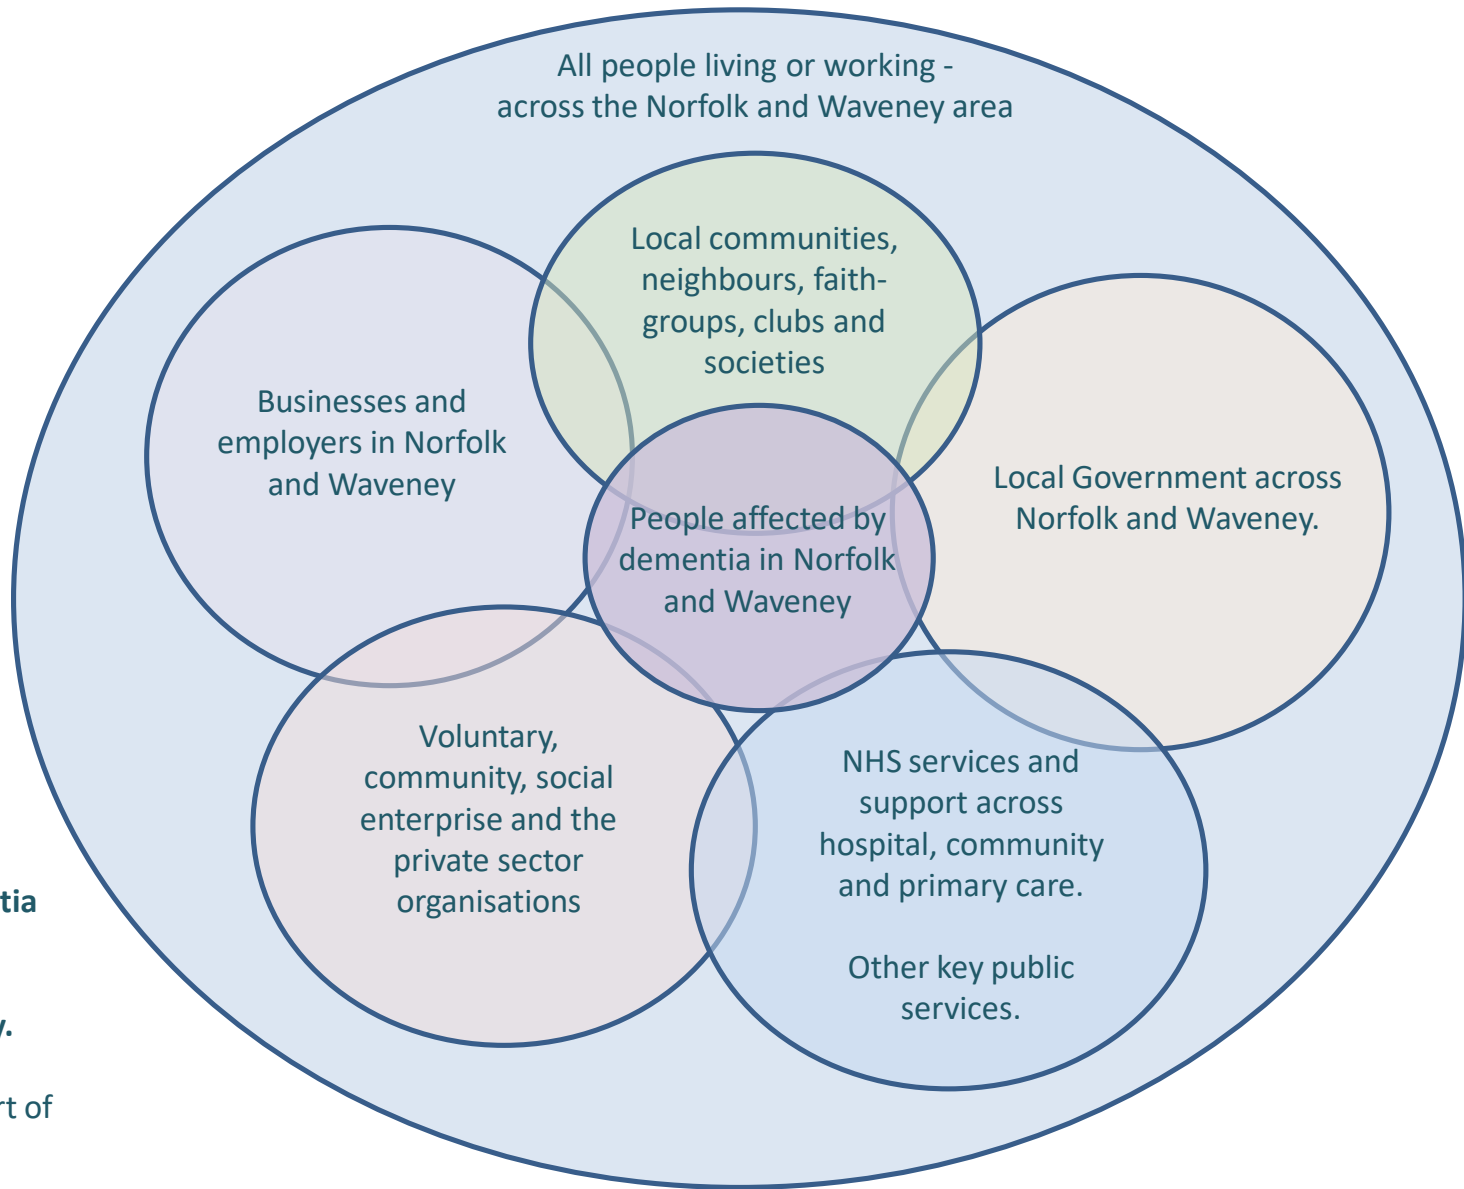 All people living or working -
across the Norfolk and Waveney area
Local communities,
neighbours, faith-
groups, clubs and
societies
Businesses and
employers in Norfolk
and Waveney
Local Government across
Norfolk and Waveney.
People affected by
dementia in Norfolk
and Waveney
Voluntary,
community, social
enterprise and the
private sector
organisations
NHS services and
support across
hospital, community
and primary care.
Other key public
services.
of